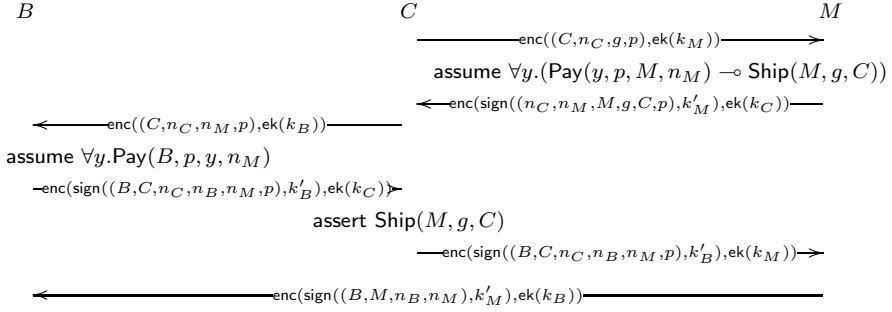 B C M
enc((C,n_C,g,p),ek(k_M))
assume ∀y.(Pay(y, p, M, n_M) ⊸ Ship(M, g, C))
enc(sign((n_C,n_M,M,g,C,p),k'_M),ek(k_C))
enc((C,n_C,n_M,p),ek(k_B))
assume ∀y.Pay(B, p, y, n_M)
enc(sign((B,C,n_C,n_B,n_M,p),k'_B),ek(k_C))
assert Ship(M, g, C)
enc(sign((B,C,n_C,n_B,n_M,p),k'_B),ek(k_M))
enc(sign((B,M,n_B,n_M),k'_M),ek(k_B))